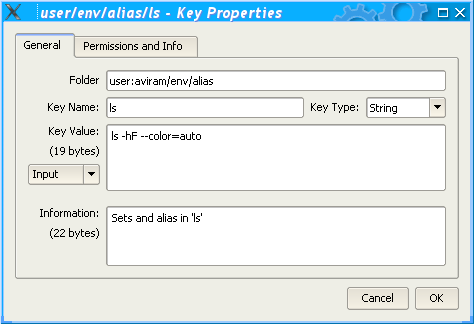 user/env/alias/ls - Key Properties
General Permissions and Info
Folder user:aviram/env/alias
Key Name: ls Key Type: String
Key Value: ls -hF --color=auto
(19 bytes)
Input
Information: Sets and alias in 'ls'
(22 bytes)
Cancel OK